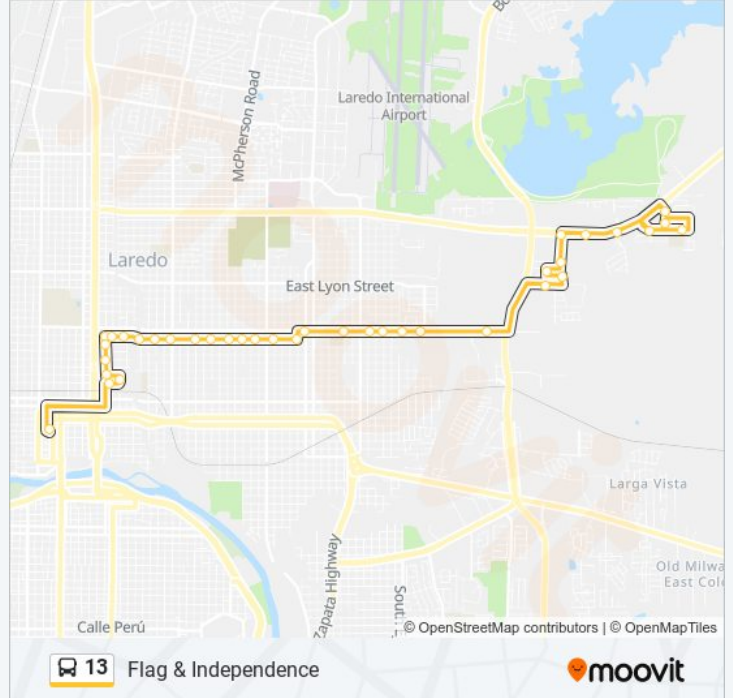 Bo
Laredo International
Airport
McPherson Road
Laredo
East Lyon Street
Larga Vista
Zapata Highway
Old Milwa
East Col
Calle Perú
© OpenStreetMap contributors | © OpenMapTiles
13 Flag & Independence
moovit